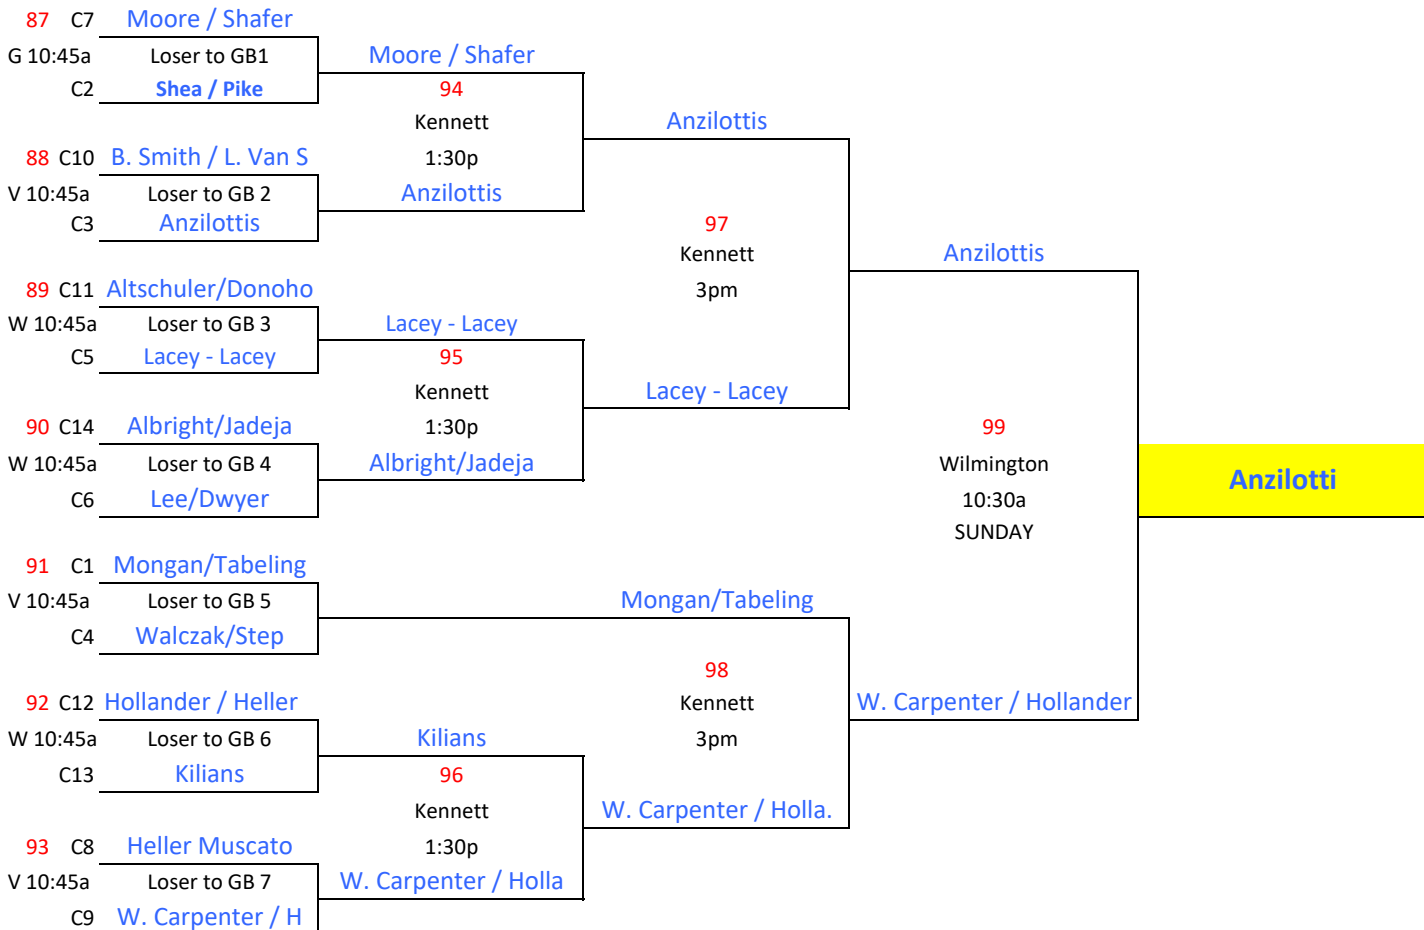 87 C7 Moore / Shafer
G 10:45a Loser to GB1 Moore / Shafer
C2 Shea / Pike 94
Kennett Anzilottis
88 C10 B. Smith / L. Van S 1:30p
V 10:45a Loser to GB 2 Anzilottis
C3 Anzilottis 97
Kennett Anzilottis
89 C11 Altschuler/Donoho 3pm
W 10:45a Loser to GB 3 Lacey - Lacey
C5 Lacey - Lacey 95
Kennett Lacey - Lacey
90 C14 Albright/Jadeja 1:30p 99
W 10:45a Loser to GB 4 Albright/Jadeja Wilmington Anzilotti
C6 Lee/Dwyer 10:30a
SUNDAY
91 C1 Mongan/Tabeling
V 10:45a Loser to GB 5 Mongan/Tabeling
C4 Walczak/Step
98
92 C12 Hollander / Heller Kennett W. Carpenter / Hollander
W 10:45a Loser to GB 6 Kilians 3pm
C13 Kilians 96
Kennett W. Carpenter / Holla.
93 C8 Heller Muscato 1:30p
V 10:45a Loser to GB 7 W. Carpenter / Holla
C9 W. Carpenter / H